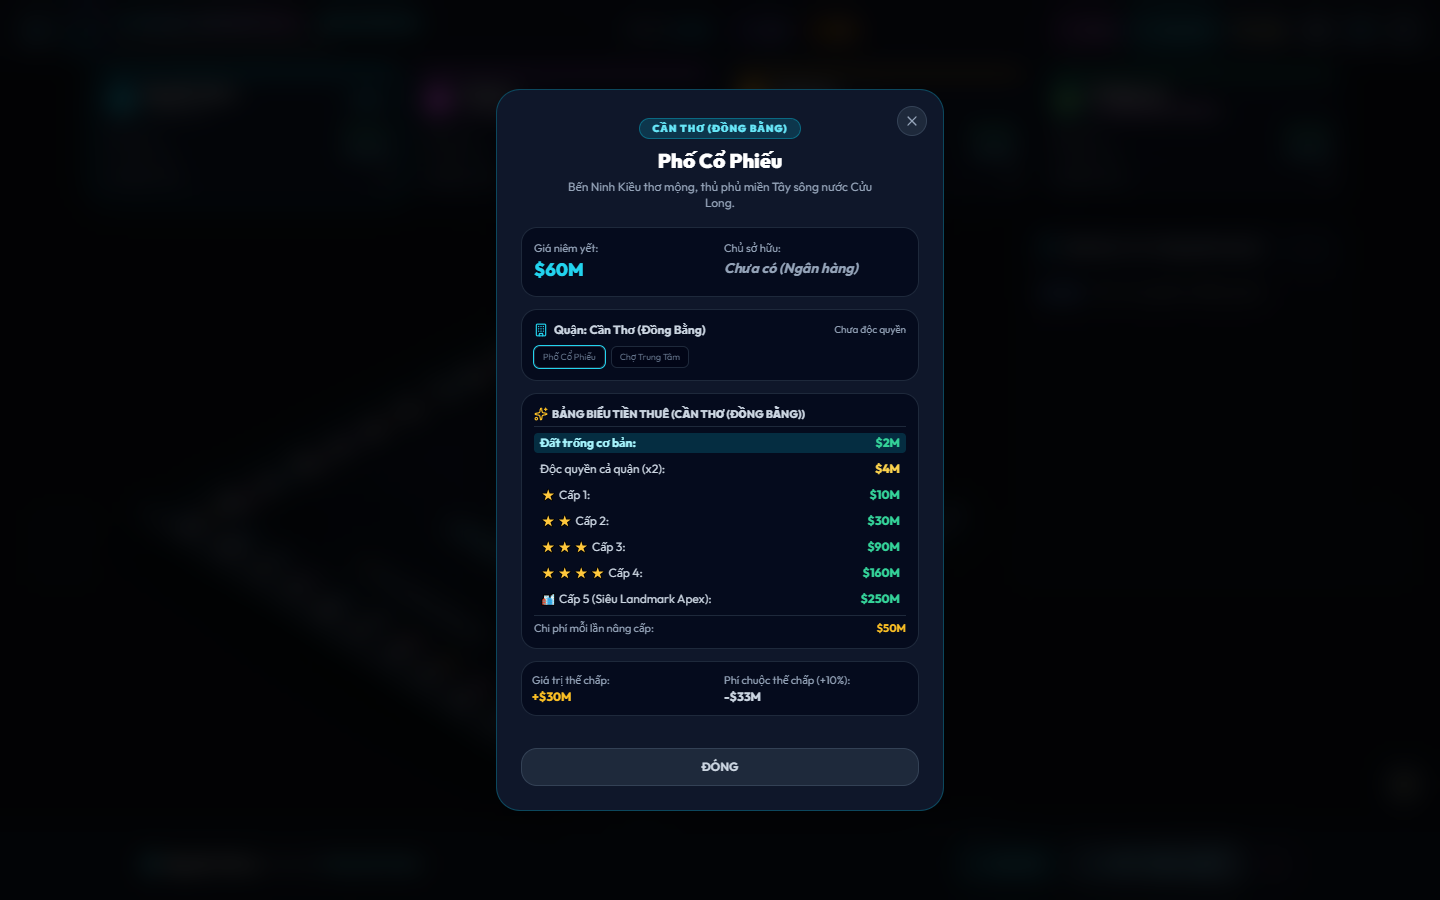 CẦN THƠ (ĐỒNG BẰNG)
Phố Cổ Phiếu
Bến Ninh Kiều thơ mộng, thủ phủ miền Tây sông nước Cửu
Long.
Giá niêm yết:
$60M
Chủ sở hữu:
Chưa có (Ngân hàng)
Quận: Cần Thơ (Đồng Bằng)
Chưa độc quyền
Phố Cổ Phiếu
Chợ Trung Tâm
BẢNG BIỂU TIỀN THUÊ (CẦN THƠ (ĐỒNG BẰNG))
Đất trống cơ bản: $2M
Độc quyền cả quận (x2): $4M
★ Cấp 1: $10M
★ ★ Cấp 2: $30M
★ ★ ★ Cấp 3: $90M
★ ★ ★ ★ Cấp 4: $160M
Cấp 5 (Siêu Landmark Apex): $250M
Chi phí mỗi lần nâng cấp: $50M
Giá trị thế chấp:
+$30M
Phí chuộc thế chấp (+10%):
-$33M
ĐÓNG